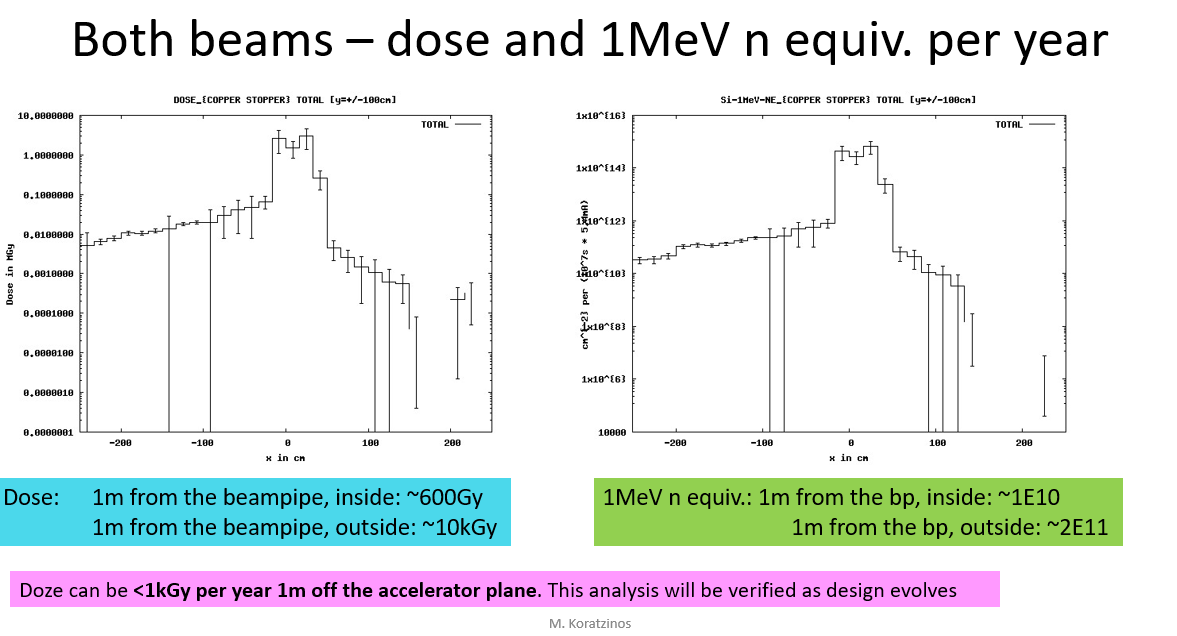 Both beams – dose and 1MeV n equiv. per year
DOSE_{COPPER STOPPER} TOTAL [y=+/-100cm]
TOTAL
Dose in MGy
10.0000000
1.0000000
0.1000000
0.0100000
0.0010000
0.0001000
0.0000100
0.0000010
0.0000001
-200
-100
0
100
200
x in cm
Si-1MeV-NE_{COPPER STOPPER} TOTAL [y=+/-100cm]
TOTAL
1x10^{16}
1x10^{14}
1x10^{12}
1x10^{10}
1x10^{8}
1x10^{6}
10000
-200
-100
0
100
200
x in cm
Dose: 1m from the beampipe, inside: ~600Gy
1m from the beampipe, outside: ~10kGy
1MeV n equiv.: 1m from the bp, inside: ~1E10
1m from the bp, outside: ~2E11
Doze can be <1kGy per year 1m off the accelerator plane. This analysis will be verified as design evolves
M. Koratzinos